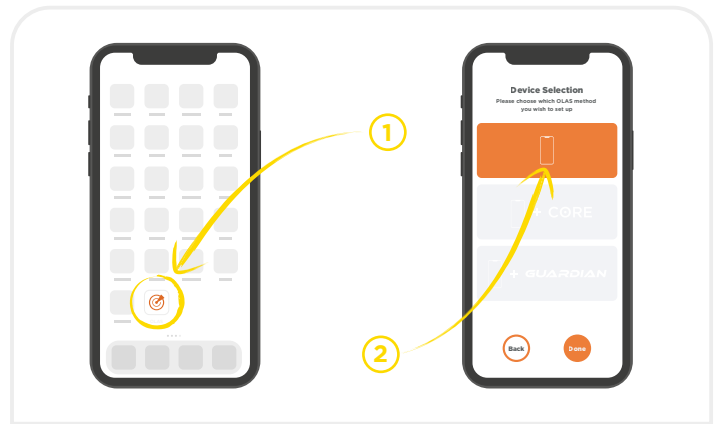 1
Device Selection
Please choose which OLAS method
you wish to set up
+ CORE
+ GUARDIAN
2
Back
Done